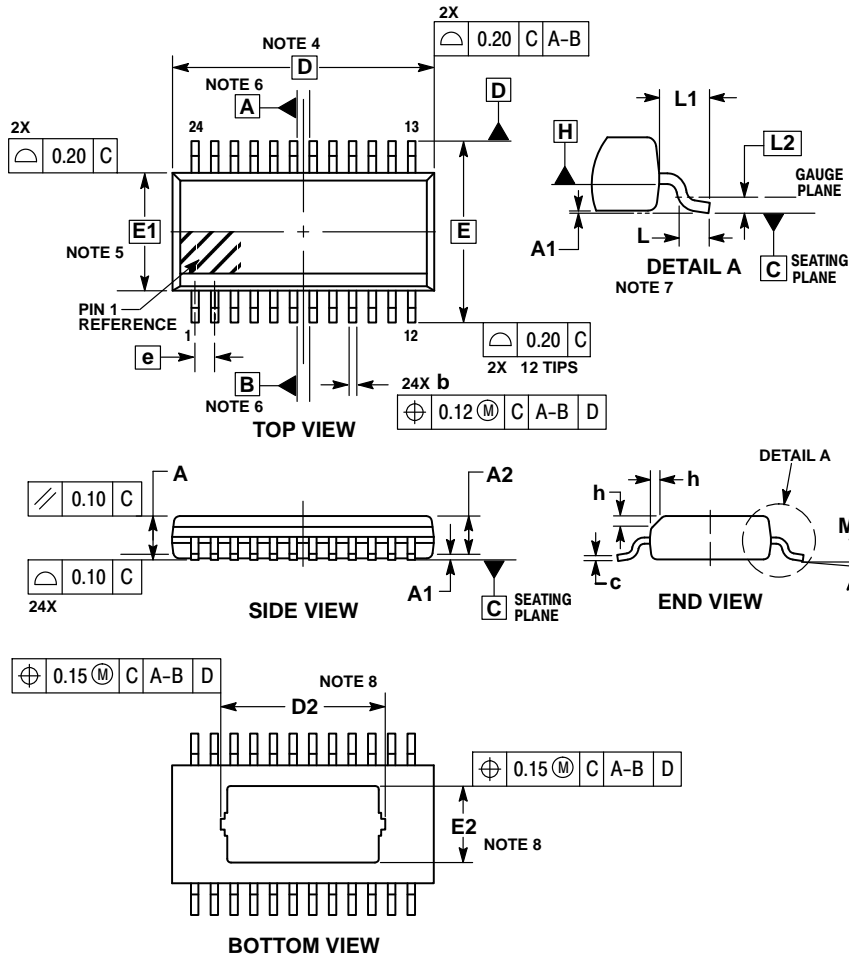 2X
⌓ 0.20 C A-B
NOTE 4
D
NOTE 6
A
D
24
13
2X
⌓ 0.20 C
E1
NOTE 5
E
PIN 1
REFERENCE
1
12
e
⌓ 0.20 C
2X 12 TIPS
B
NOTE 6
24X b
⌖ 0.12 Ⓜ C A-B D
TOP VIEW
L1
H
L2
GAUGE
PLANE
A1
L
C SEATING
PLANE
DETAIL A
NOTE 7
⫽ 0.10 C
A
A2
⌓ 0.10 C
24X
A1
C SEATING
PLANE
SIDE VIEW
DETAIL A
h
h
M
c
END VIEW
⌖ 0.15 Ⓜ C A-B D
NOTE 8
D2
⌖ 0.15 Ⓜ C A-B D
E2
NOTE 8
BOTTOM VIEW